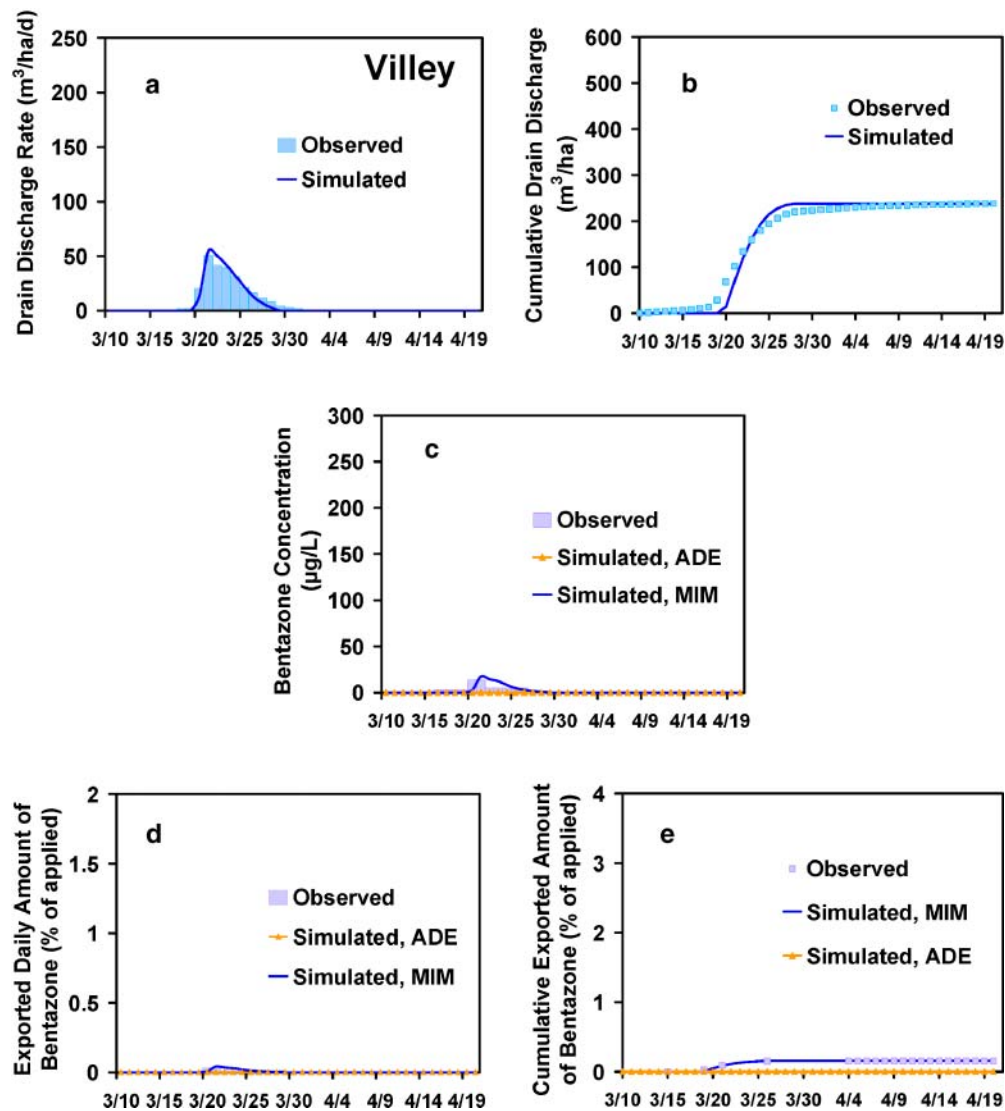 Villey
a
Drain Discharge Rate (m³/ha/d)
250
200
150
100
50
0
Observed
Simulated
3/10 3/15 3/20 3/25 3/30 4/4 4/9 4/14 4/19
b
Cumulative Drain Discharge
(m³/ha)
600
500
400
300
200
100
0
Observed
Simulated
3/10 3/15 3/20 3/25 3/30 4/4 4/9 4/14 4/19
c
Bentazone Concentration
(µg/L)
300
250
200
150
100
50
0
Observed
Simulated, ADE
Simulated, MIM
3/10 3/15 3/20 3/25 3/30 4/4 4/9 4/14 4/19
d
Exported Daily Amount of
Bentazone (% of applied)
2
1.5
1
0.5
0
Observed
Simulated, ADE
Simulated, MIM
3/10 3/15 3/20 3/25 3/30 4/4 4/9 4/14 4/19
e
Cumulative Exported Amount
of Bentazone (% of applied)
4
3
2
1
0
Observed
Simulated, MIM
Simulated, ADE
3/10 3/15 3/20 3/25 3/30 4/4 4/9 4/14 4/19